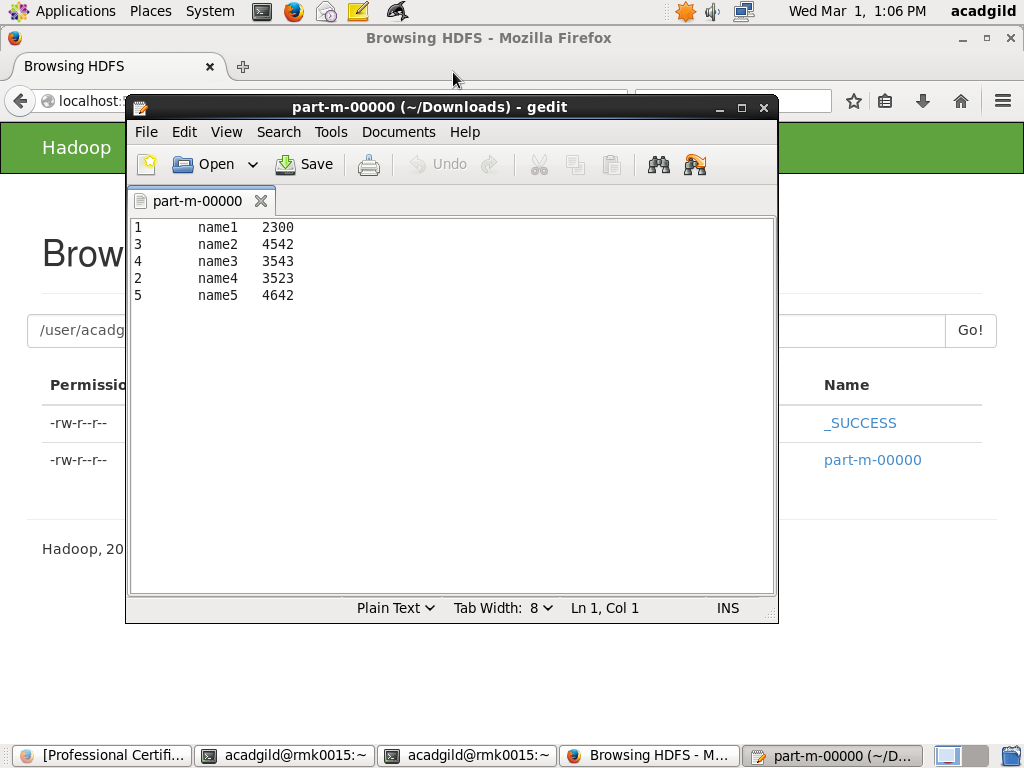 Applications Places System Wed Mar 1, 1:06 PM acadgild
Browsing HDFS - Mozilla Firefox
Browsing HDFS
localhost:
part-m-00000 (~/Downloads) - gedit
File Edit View Search Tools Documents Help
Hadoop
Open Save Undo
part-m-00000
1 name1 2300
3 name2 4542
4 name3 3543
2 name4 3523
5 name5 4642
Brow
/user/acadg Go!
Permissio Name
-rw-r--r-- _SUCCESS
-rw-r--r-- part-m-00000
Hadoop, 20
Plain Text Tab Width: 8 Ln 1, Col 1 INS
[Professional Certifi... acadgild@rmk0015:~ acadgild@rmk0015:~ Browsing HDFS - M... part-m-00000 (~/D...